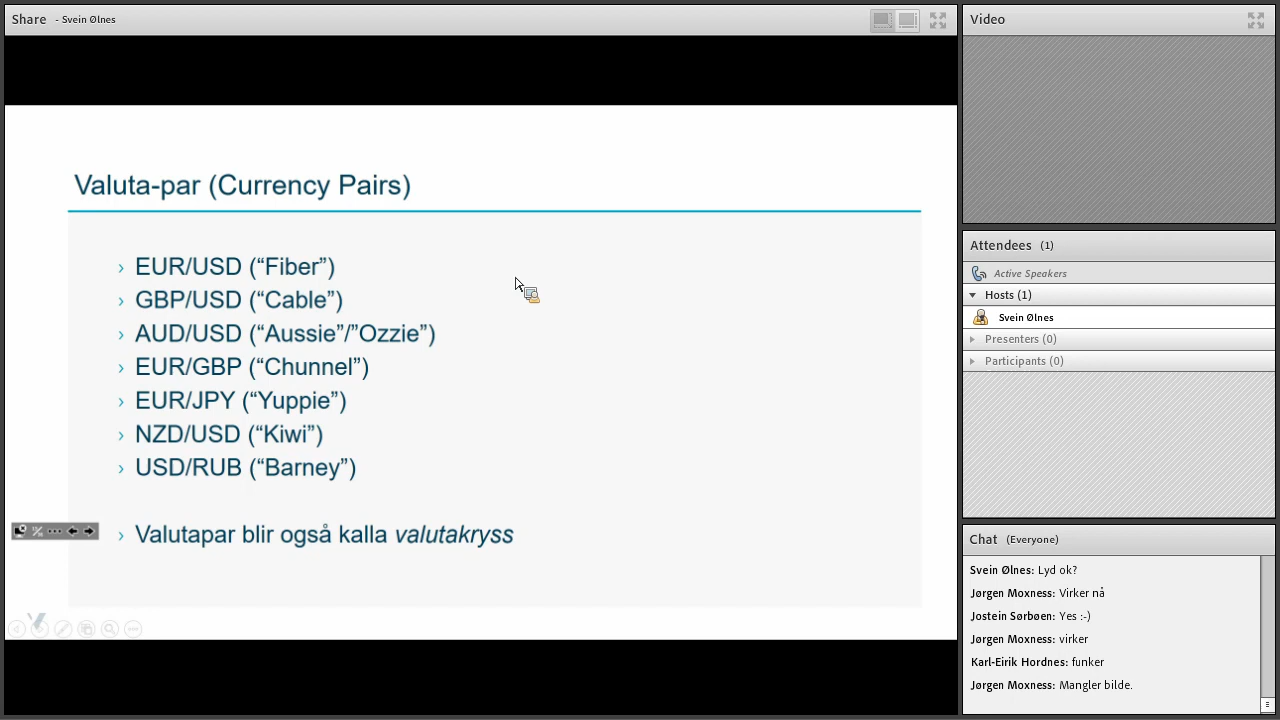 Share - Svein Ølnes
Valuta-par (Currency Pairs)
› EUR/USD (“Fiber”)
› GBP/USD (“Cable”)
› AUD/USD (“Aussie”/”Ozzie”)
› EUR/GBP (“Chunnel”)
› EUR/JPY (“Yuppie”)
› NZD/USD (“Kiwi”)
› USD/RUB (“Barney”)
› Valutapar blir også kalla valutakryss
Video
Attendees (1)
Active Speakers
Hosts (1)
Svein Ølnes
Presenters (0)
Participants (0)
Chat (Everyone)
Svein Ølnes: Lyd ok?
Jørgen Moxness: Virker nå
Jostein Sørbøen: Yes :-)
Jørgen Moxness: virker
Karl-Eirik Hordnes: funker
Jørgen Moxness: Mangler bilde.